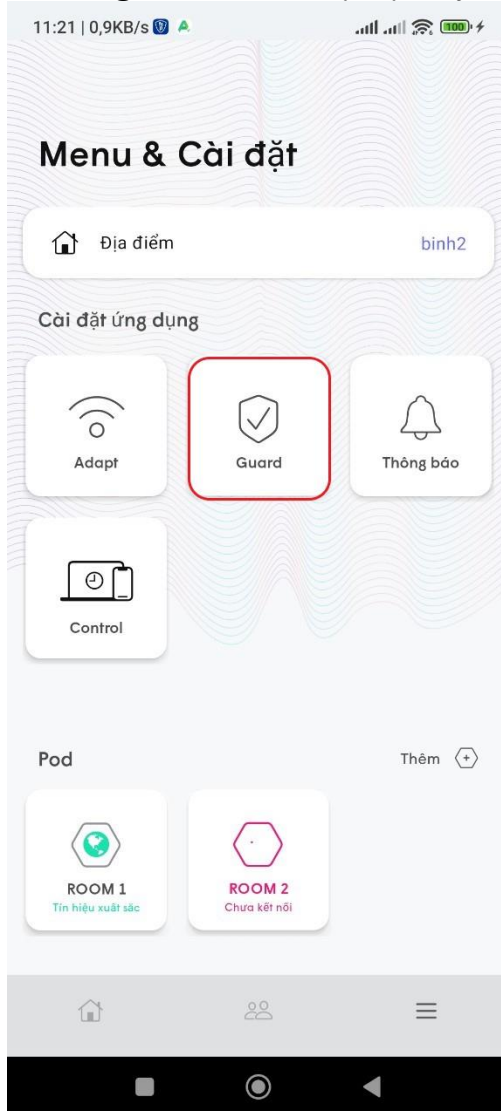 11:21 | 0,9KB/s
100
Menu & Cài đặt
Địa điểm
binh2
Cài đặt ứng dụng
Adapt
Guard
Thông báo
Control
Pod
Thêm
ROOM 1
Tín hiệu xuất sắc
ROOM 2
Chưa kết nối